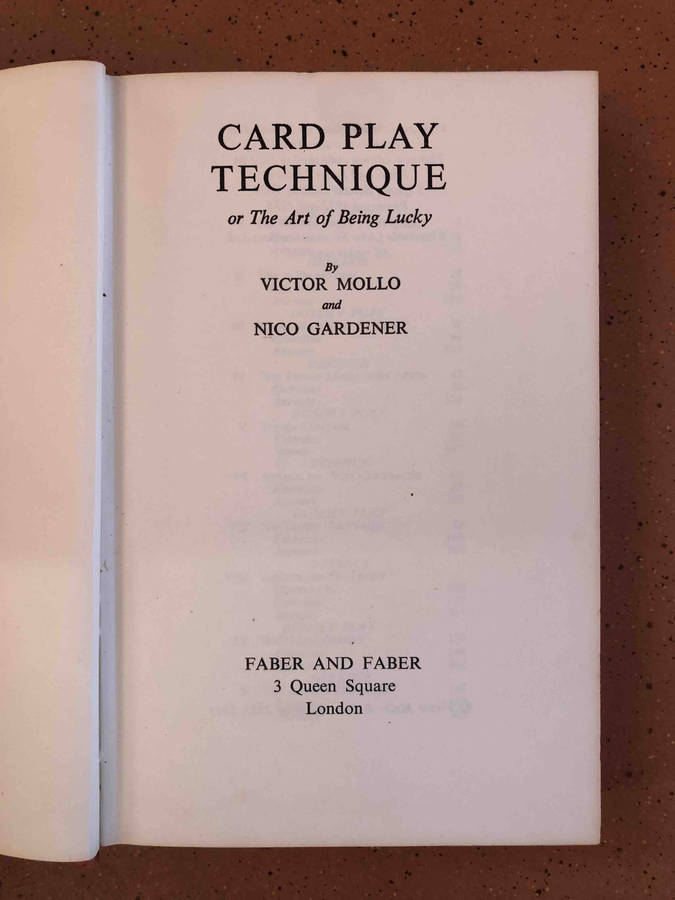 CARD PLAY
TECHNIQUE
or The Art of Being Lucky
By
VICTOR MOLLO
and
NICO GARDENER
FABER AND FABER
3 Queen Square
London